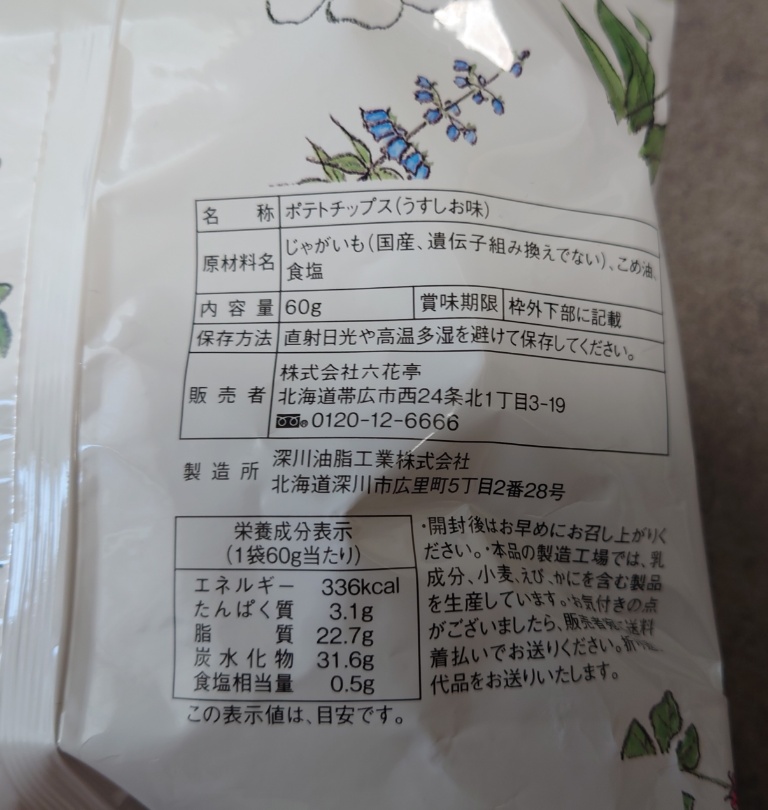 名称 ポテトチップス(うすしお味)
原材料名 じゃがいも(国産、遺伝子組み換えでない)、こめ油、
食塩
内容量 60g 賞味期限 枠外下部に記載
保存方法 直射日光や高温多湿を避けて保存してください。
販売者 株式会社六花亭
北海道帯広市西24条北1丁目3-19
0120-12-6666
製造所 深川油脂工業株式会社
北海道深川市広里町5丁目2番28号
栄養成分表示
(1袋60g当たり)
エネルギー 336kcal
たんぱく質 3.1g
脂質 22.7g
炭水化物 31.6g
食塩相当量 0.5g
この表示値は、目安です。
・開封後はお早めにお召し上がりく
ださい。・本品の製造工場では、乳
成分、小麦、えび、かにを含む製品
を生産しています。・お気付きの点
がございましたら、販売者宛に送料
着払いでお送りください。
代品をお送りいたします。